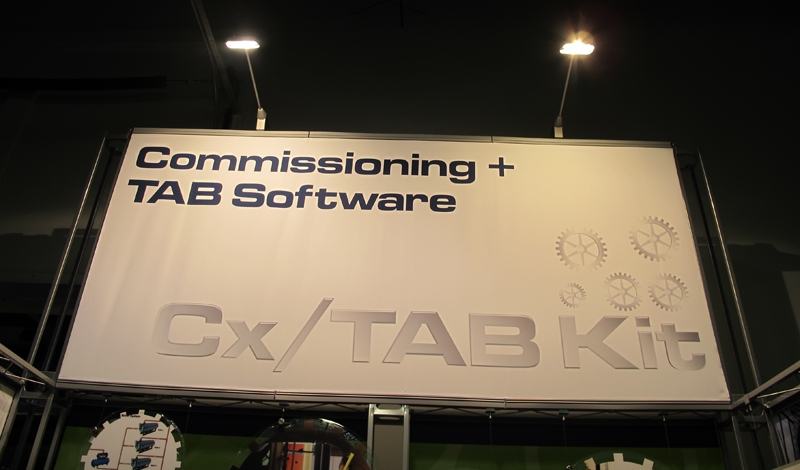 Commissioning +
TAB Software
Cx/TAB Kit